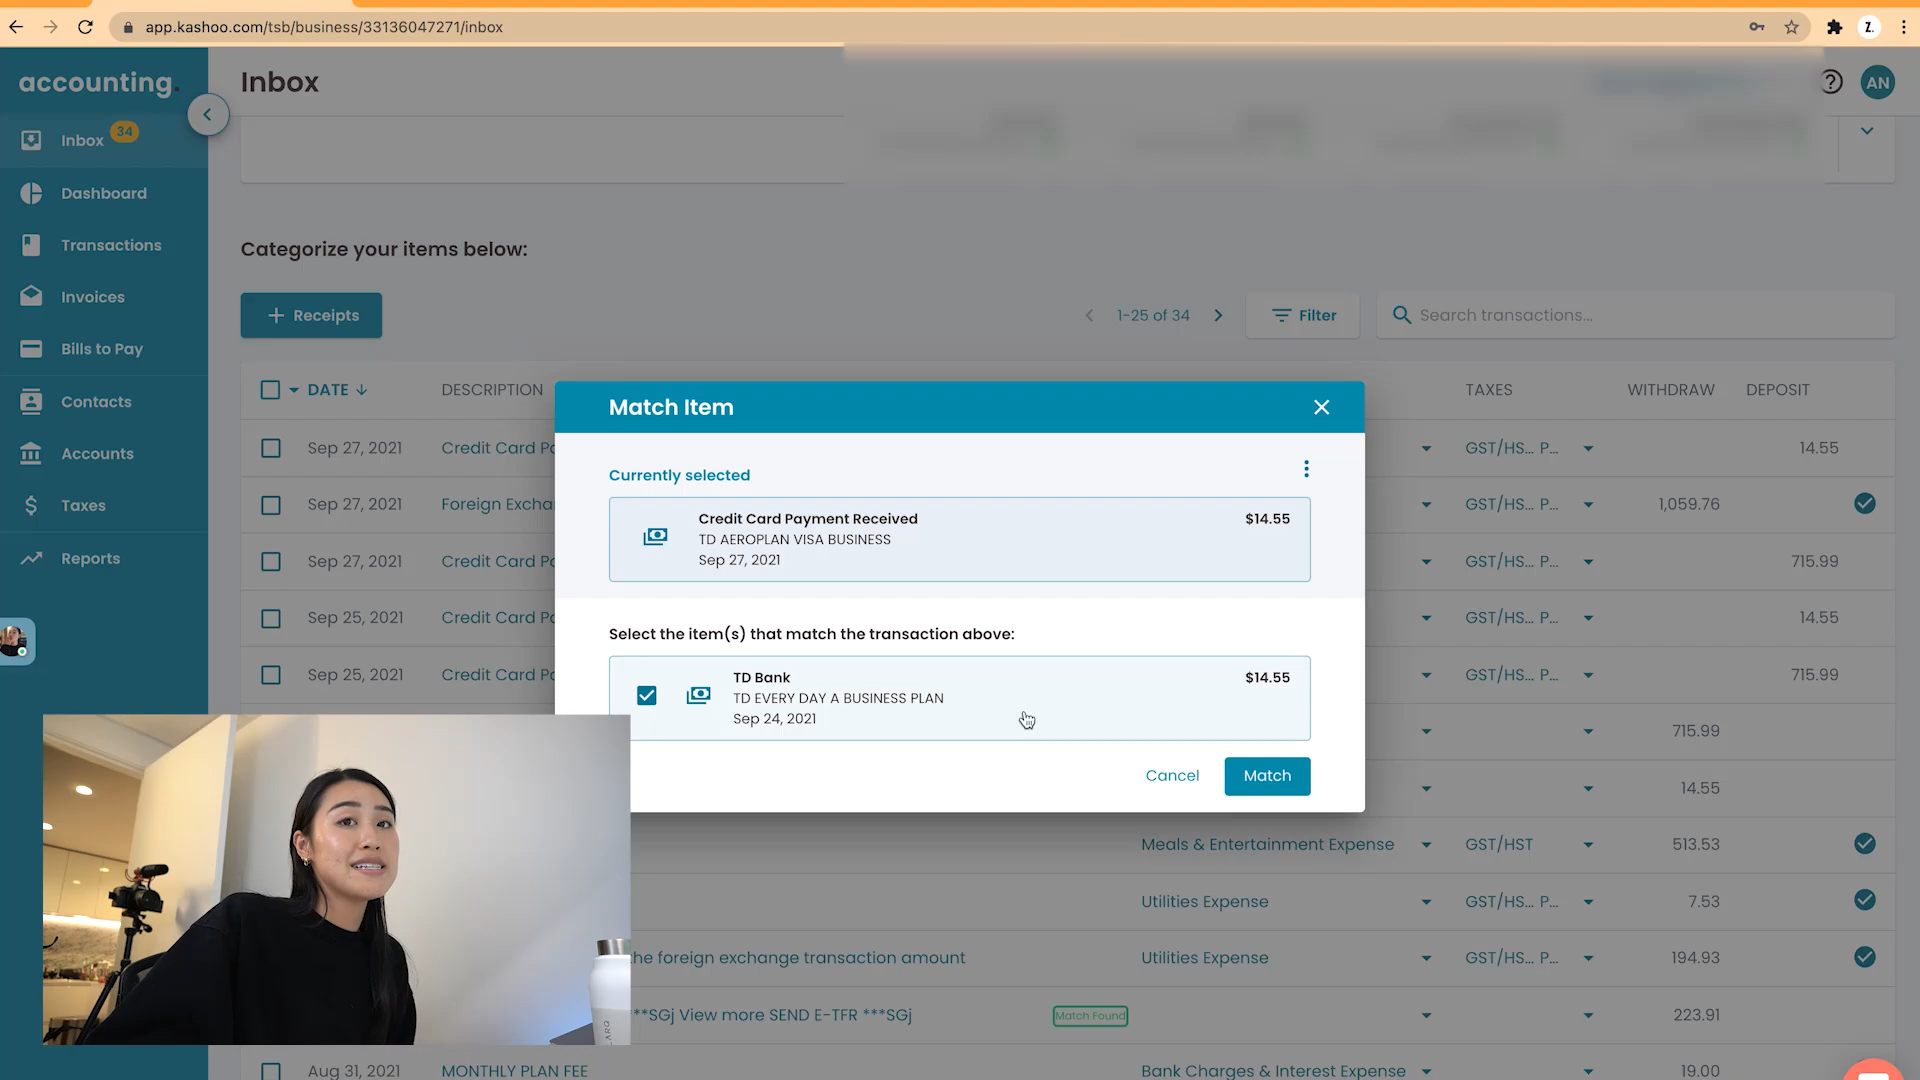 app.kashoo.com/tsb/business/33136047271/inbox
Z.
accounting.
Inbox
AN
Inbox 34
Dashboard
Transactions
Invoices
Bills to Pay
Contacts
Accounts
Taxes
Reports
Categorize your items below:
+ Receipts
1-25 of 34
Filter
Search transactions...
DATE DESCRIPTION TAXES WITHDRAW DEPOSIT
Sep 27, 2021 Credit Card Pa GST/HS... P... 14.55
Sep 27, 2021 Foreign Excha GST/HS... P... 1,059.76
Sep 27, 2021 Credit Card Pa GST/HS... P... 715.99
Sep 25, 2021 Credit Card Pa GST/HS... P... 14.55
Sep 25, 2021 Credit Card Pa GST/HS... P... 715.99
715.99
14.55
Match Item
Currently selected
Credit Card Payment Received $14.55
TD AEROPLAN VISA BUSINESS
Sep 27, 2021
Select the item(s) that match the transaction above:
TD Bank $14.55
TD EVERY DAY A BUSINESS PLAN
Sep 24, 2021
Cancel Match
Meals & Entertainment Expense GST/HST 513.53
Utilities Expense GST/HS... P... 7.53
the foreign exchange transaction amount Utilities Expense GST/HS... P... 194.93
***SGj View more SEND E-TFR ***SGj Match Found 223.91
Aug 31, 2021 MONTHLY PLAN FEE Bank Charges & Interest Expense 19.00